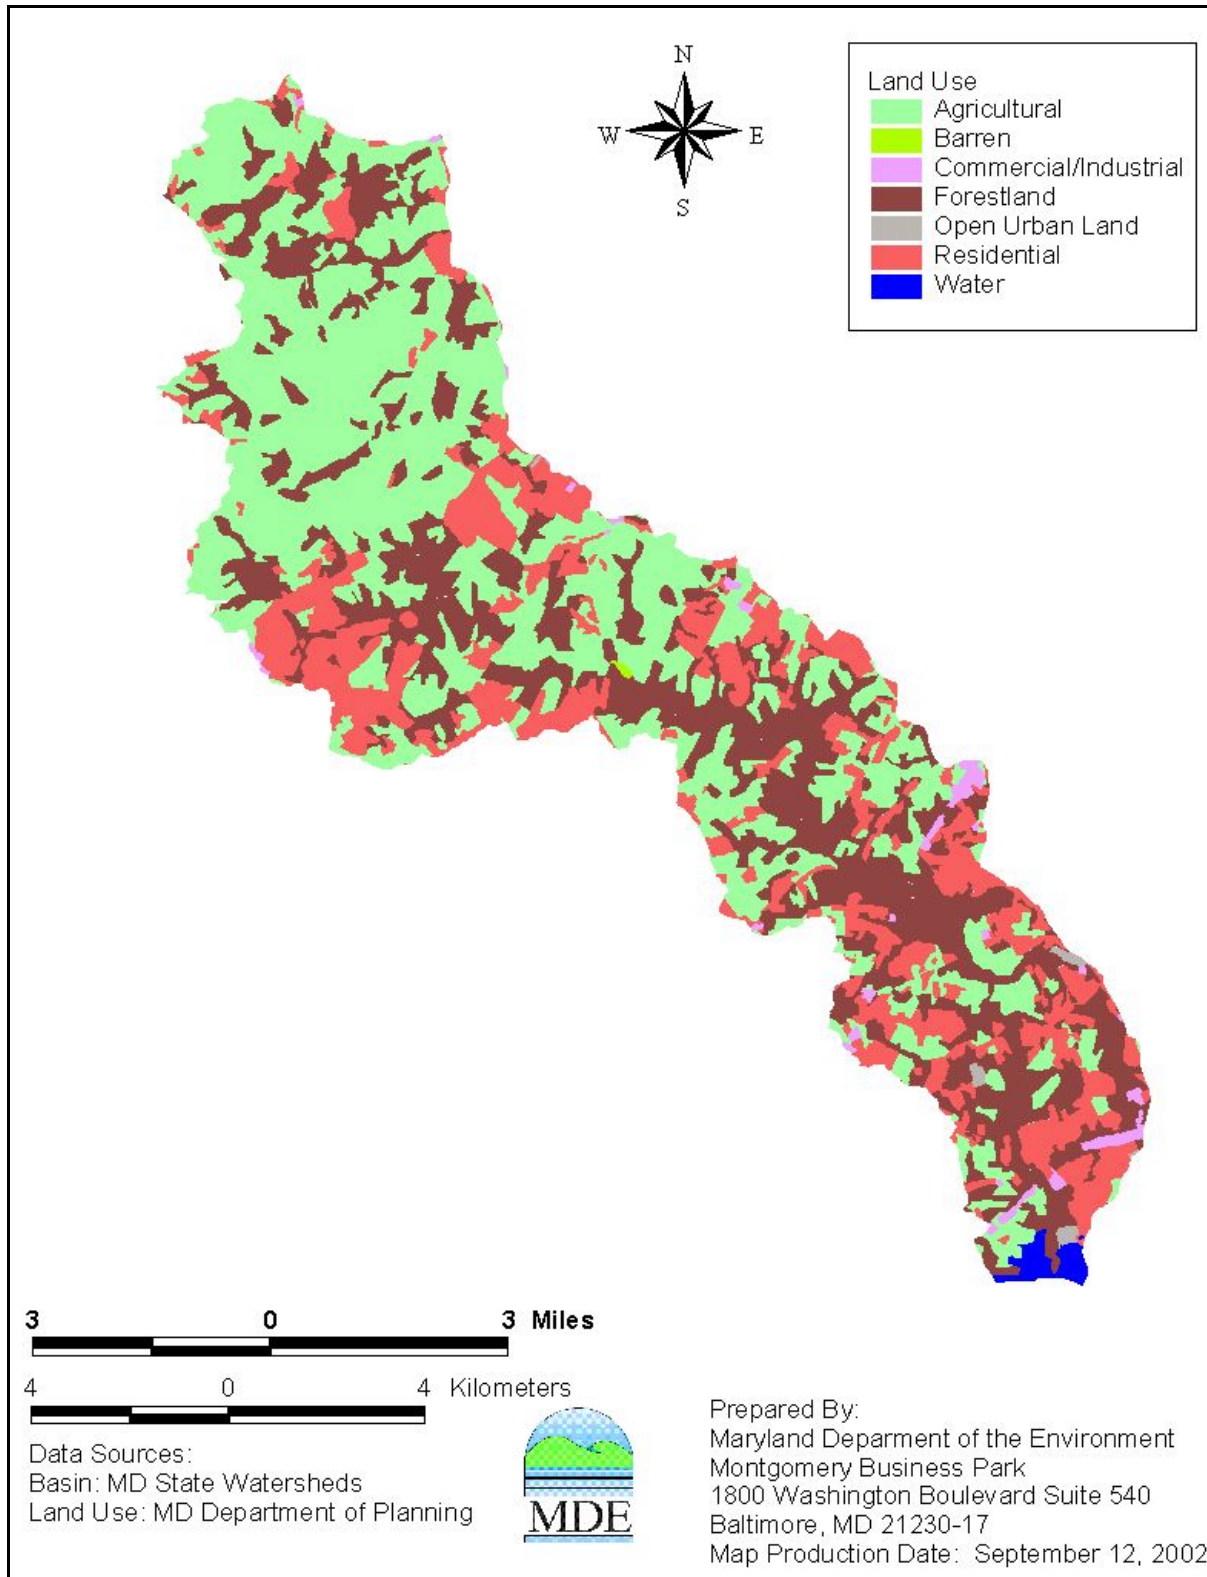 N
W E
S
Land Use
Agricultural
Barren
Commercial/Industrial
Forestland
Open Urban Land
Residential
Water
3 0 3 Miles
4 0 4 Kilometers
Data Sources:
Basin: MD State Watersheds
Land Use: MD Department of Planning
MDE
Prepared By:
Maryland Deparment of the Environment
Montgomery Business Park
1800 Washington Boulevard Suite 540
Baltimore, MD 21230-17
Map Production Date: September 12, 2002